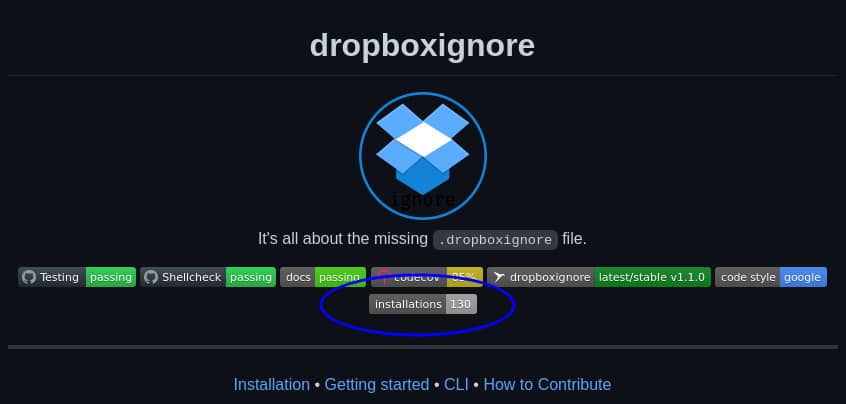 dropboxignore
ignore
It's all about the missing .dropboxignore file.
Testing passing Shellcheck passing docs passing codecov 85% dropboxignore latest/stable v1.1.0 code style google
installations 130
Installation • Getting started • CLI • How to Contribute